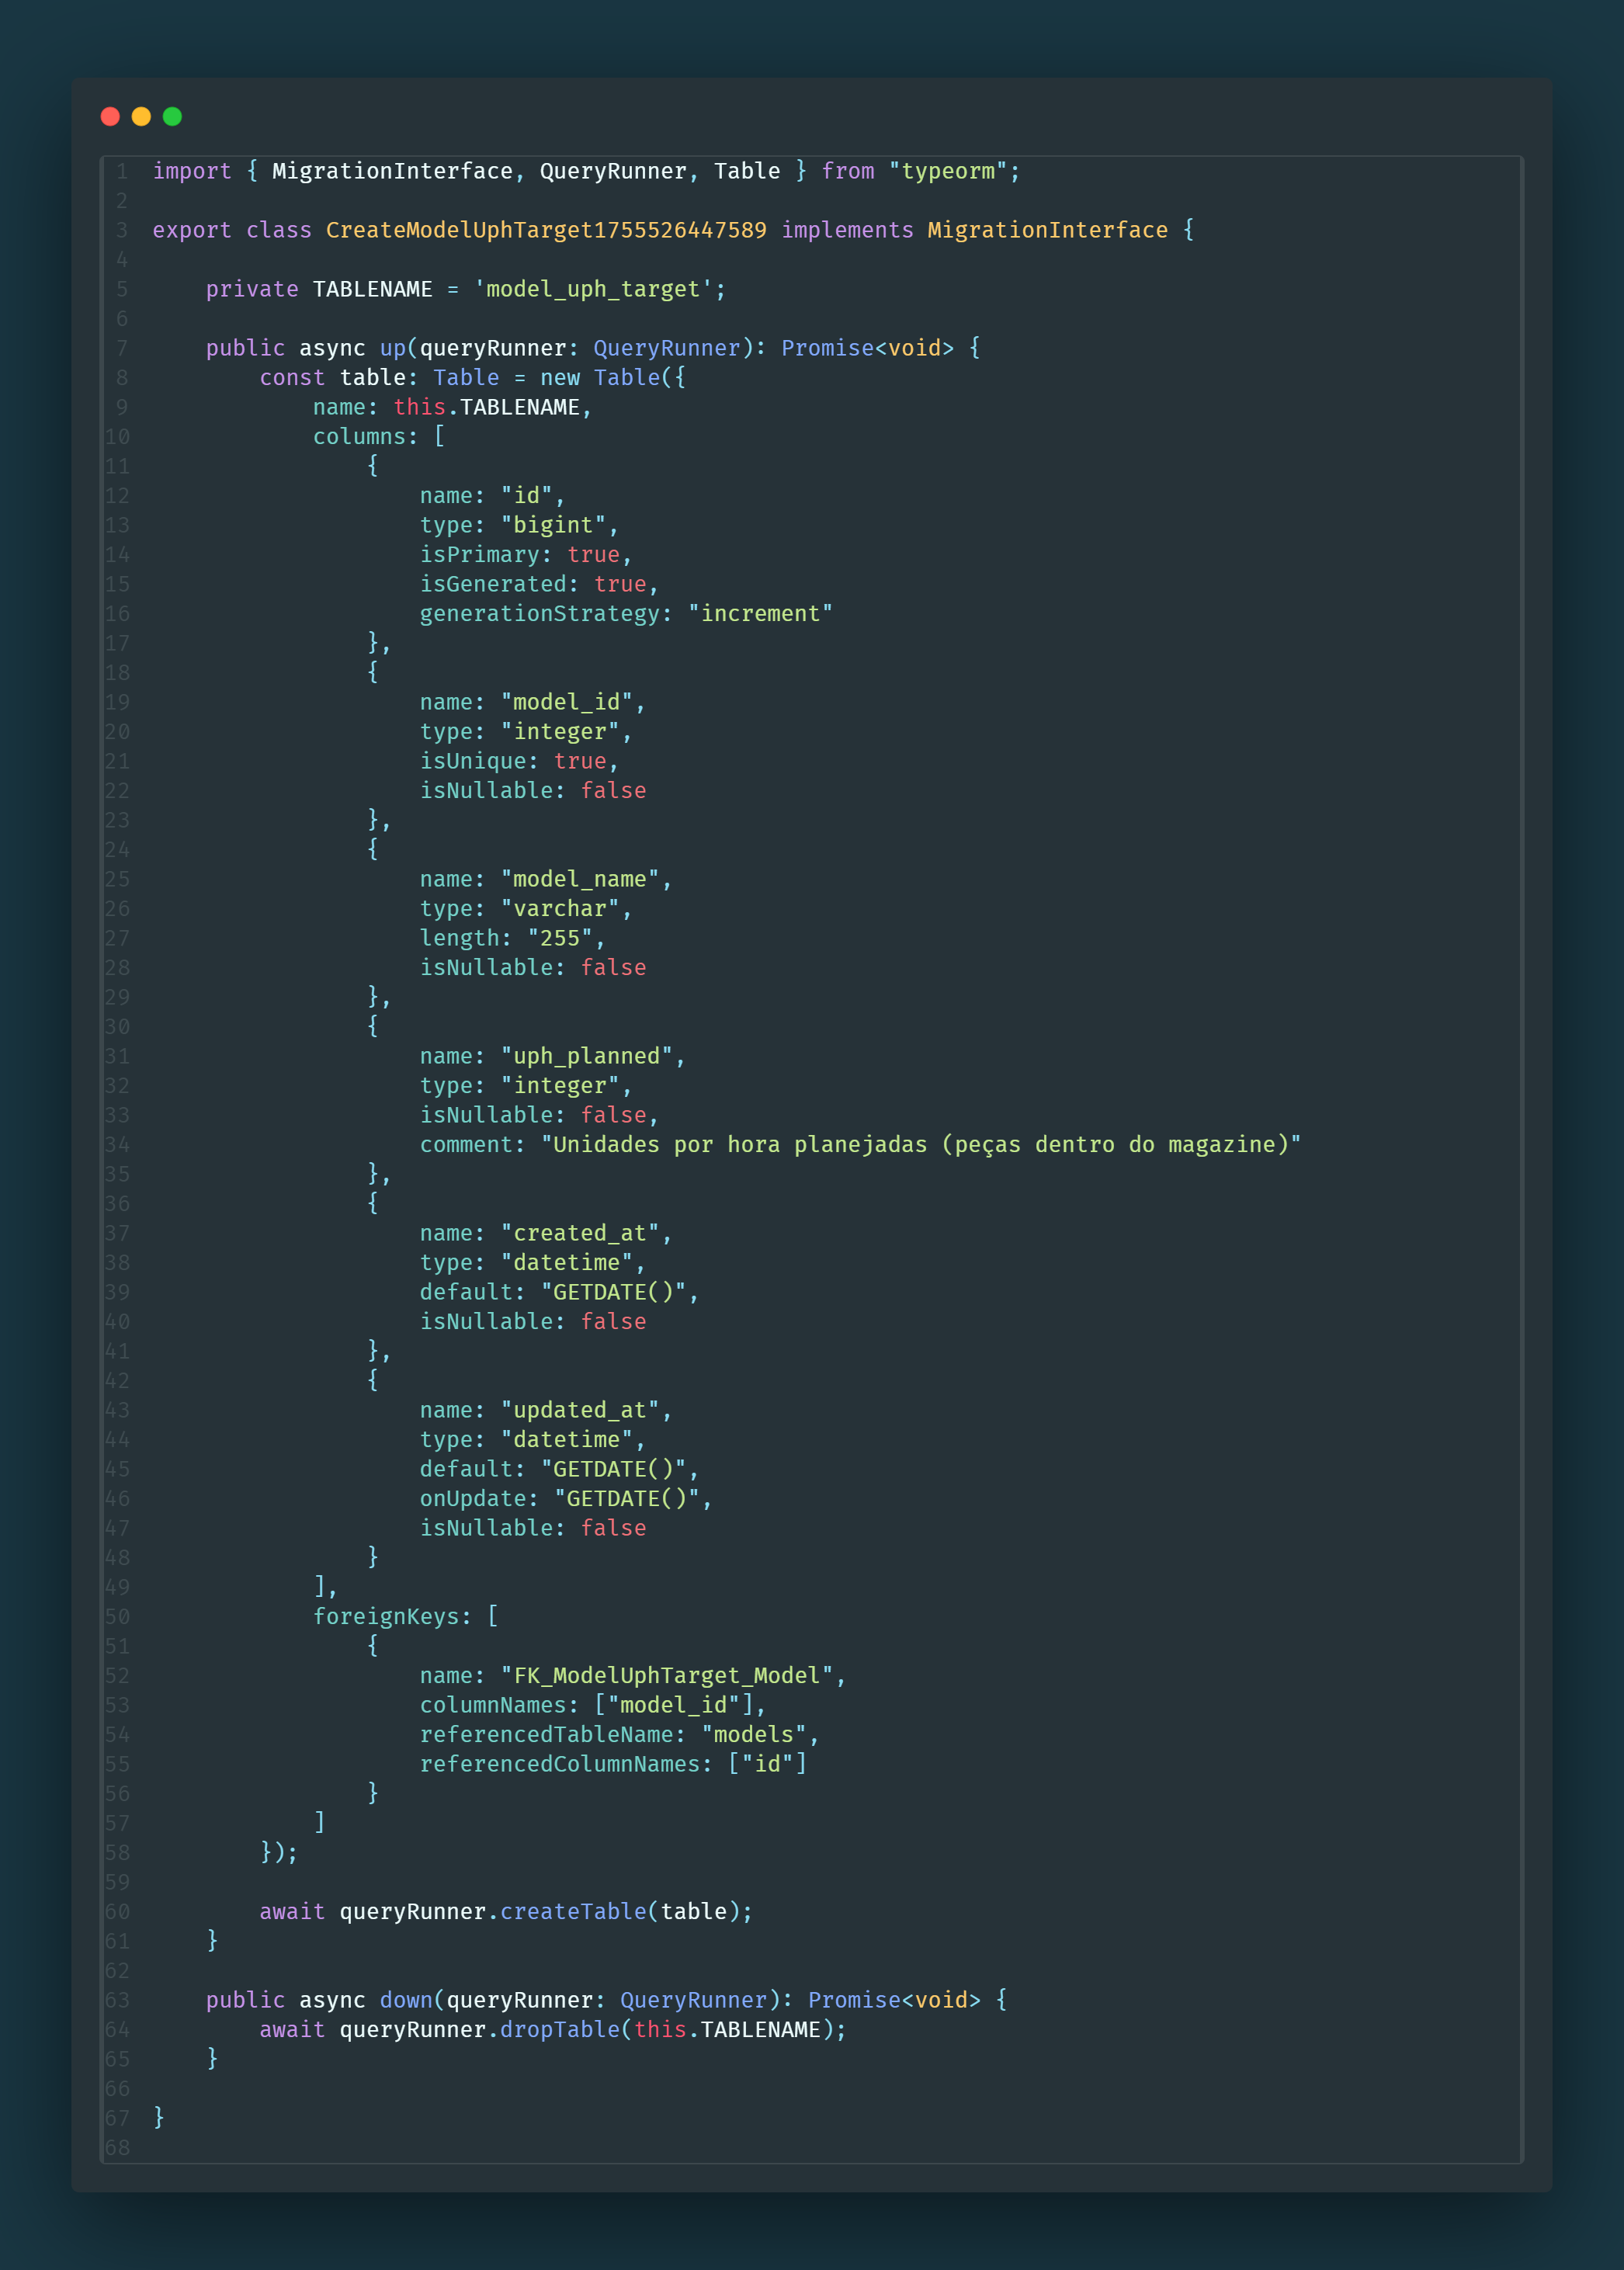 1 import { MigrationInterface, QueryRunner, Table } from "typeorm";
2
3 export class CreateModelUphTarget1755526447589 implements MigrationInterface {
4
5     private TABLENAME = 'model_uph_target';
6
7     public async up(queryRunner: QueryRunner): Promise<void> {
8         const table: Table = new Table({
9             name: this.TABLENAME,
10             columns: [
11                 {
12                     name: "id",
13                     type: "bigint",
14                     isPrimary: true,
15                     isGenerated: true,
16                     generationStrategy: "increment"
17                 },
18                 {
19                     name: "model_id",
20                     type: "integer",
21                     isUnique: true,
22                     isNullable: false
23                 },
24                 {
25                     name: "model_name",
26                     type: "varchar",
27                     length: "255",
28                     isNullable: false
29                 },
30                 {
31                     name: "uph_planned",
32                     type: "integer",
33                     isNullable: false,
34                     comment: "Unidades por hora planejadas (peças dentro do magazine)"
35                 },
36                 {
37                     name: "created_at",
38                     type: "datetime",
39                     default: "GETDATE()",
40                     isNullable: false
41                 },
42                 {
43                     name: "updated_at",
44                     type: "datetime",
45                     default: "GETDATE()",
46                     onUpdate: "GETDATE()",
47                     isNullable: false
48                 }
49             ],
50             foreignKeys: [
51                 {
52                     name: "FK_ModelUphTarget_Model",
53                     columnNames: ["model_id"],
54                     referencedTableName: "models",
55                     referencedColumnNames: ["id"]
56                 }
57             ]
58         });
59
60         await queryRunner.createTable(table);
61     }
62
63     public async down(queryRunner: QueryRunner): Promise<void> {
64         await queryRunner.dropTable(this.TABLENAME);
65     }
66
67 }
68